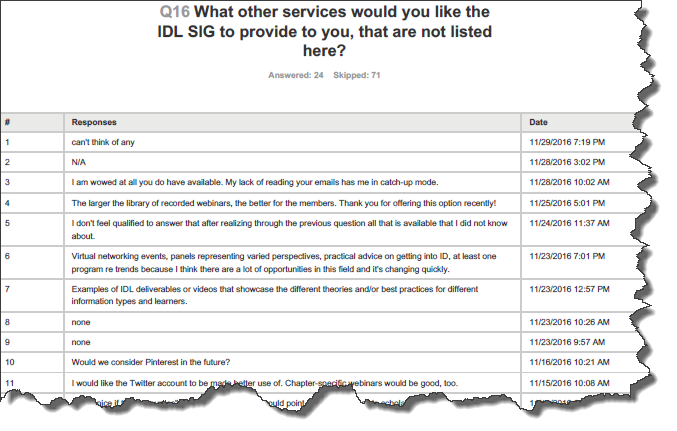 Q16 What other services would you like the
IDL SIG to provide to you, that are not listed
here?
Answered: 24 Skipped: 71
# Responses Date
1 can't think of any 11/29/2016 7:19 PM
2 N/A 11/28/2016 3:02 PM
3 I am wowed at all you do have available. My lack of reading your emails has me in catch-up mode. 11/28/2016 10:02 AM
4 The larger the library of recorded webinars, the better for the members. Thank you for offering this option recently! 11/25/2016 5:01 PM
5 I don't feel qualified to answer that after realizing through the previous question all that is available that I did not know 11/24/2016 11:37 AM
about.
6 Virtual networking events, panels representing varied perspectives, practical advice on getting into ID, at least one 11/23/2016 7:01 PM
program re trends because I think there are a lot of opportunities in this field and it's changing quickly.
7 Examples of IDL deliverables or videos that showcase the different theories and/or best practices for different 11/23/2016 12:57 PM
information types and learners.
8 none 11/23/2016 10:26 AM
9 none 11/23/2016 9:57 AM
10 Would we consider Pinterest in the future? 11/16/2016 10:21 AM
11 I would like the Twitter account to be made better use of. Chapter-specific webinars would be good, too. 11/15/2016 10:08 AM